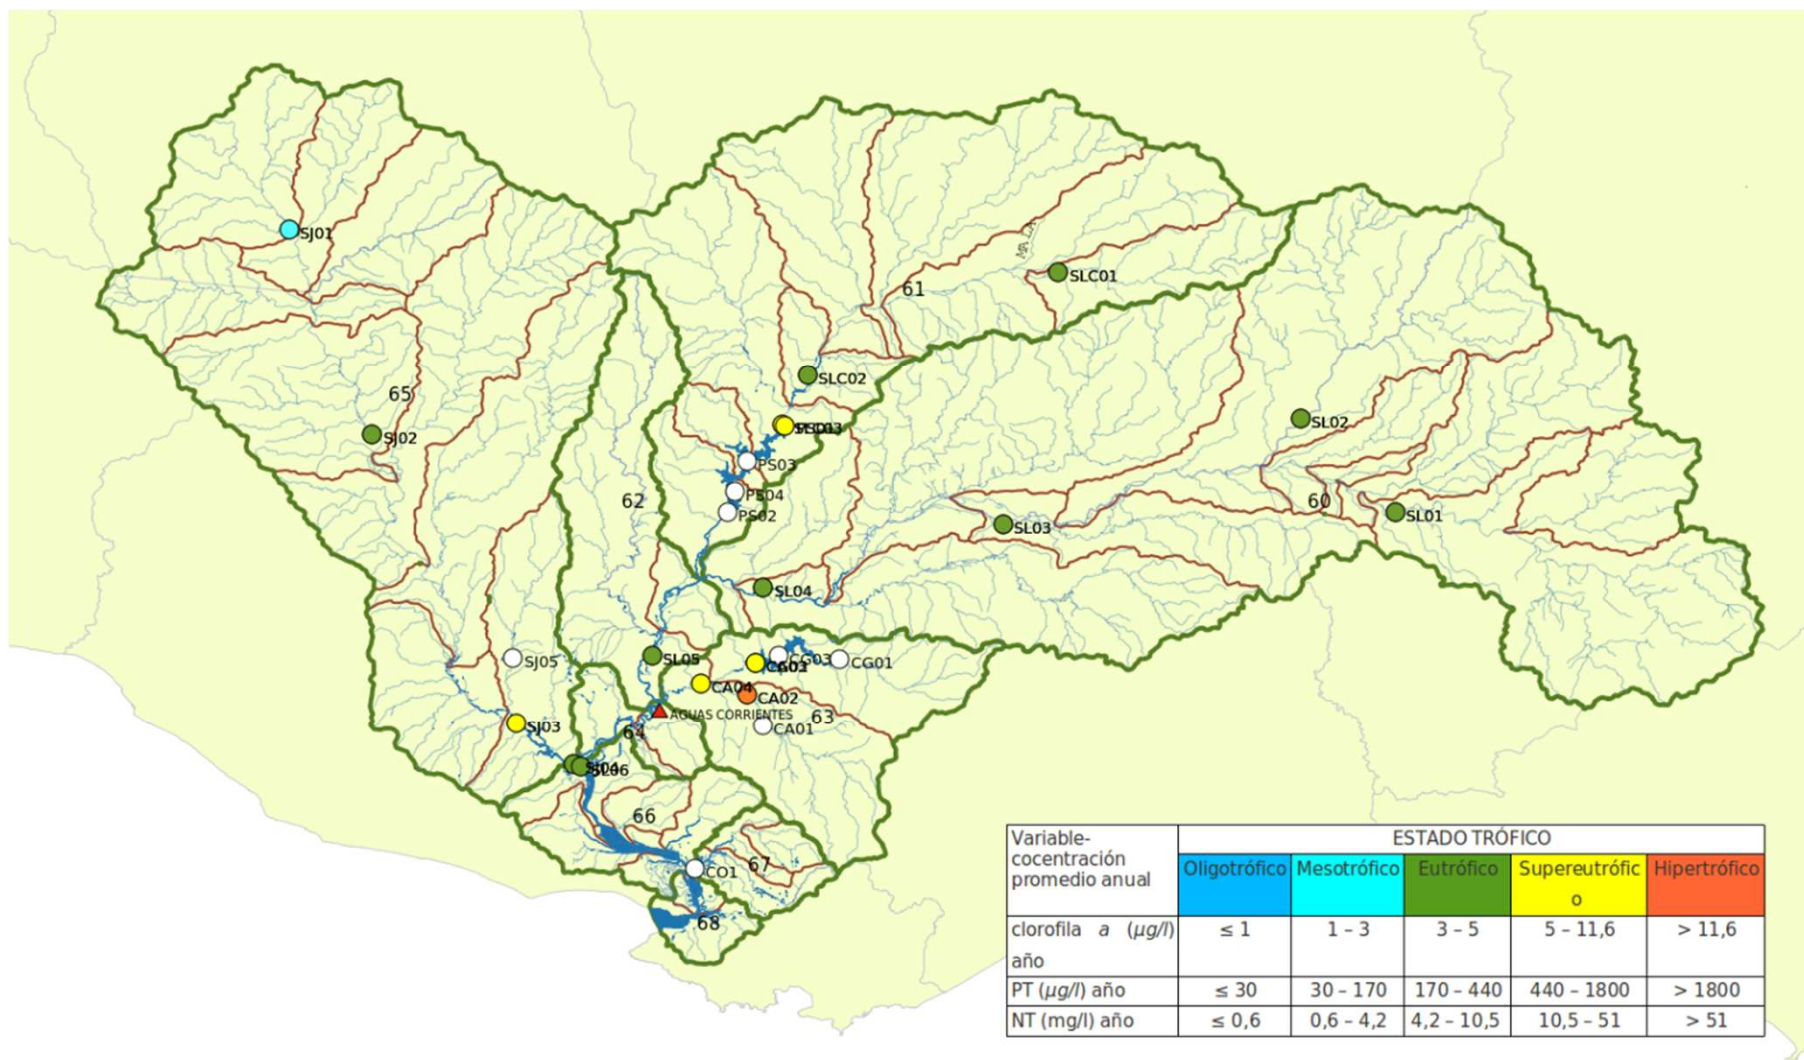 SJ01
MA
SLC01
61
SLC02
65
SL02
SJ02
PS03
PS04
62
60
PS02
SL01
SL03
SL04
SL05
SJ05
CG03
CG01
CA04
CA02
AGUAS CORRIENTES
63
SJ03
CA01
64
SL06
66
67
CO1
68
Variable-
cocentración
promedio anual
ESTADO TRÓFICO
Oligotrófico Mesotrófico Eutrófico Supereutrófic
o
Hipertrófico
clorofila a (µg/l)
año
≤ 1 1 – 3 3 – 5 5 – 11,6 > 11,6
PT (µg/l) año ≤ 30 30 – 170 170 – 440 440 – 1800 > 1800
NT (mg/l) año ≤ 0,6 0,6 – 4,2 4,2 – 10,5 10,5 – 51 > 51